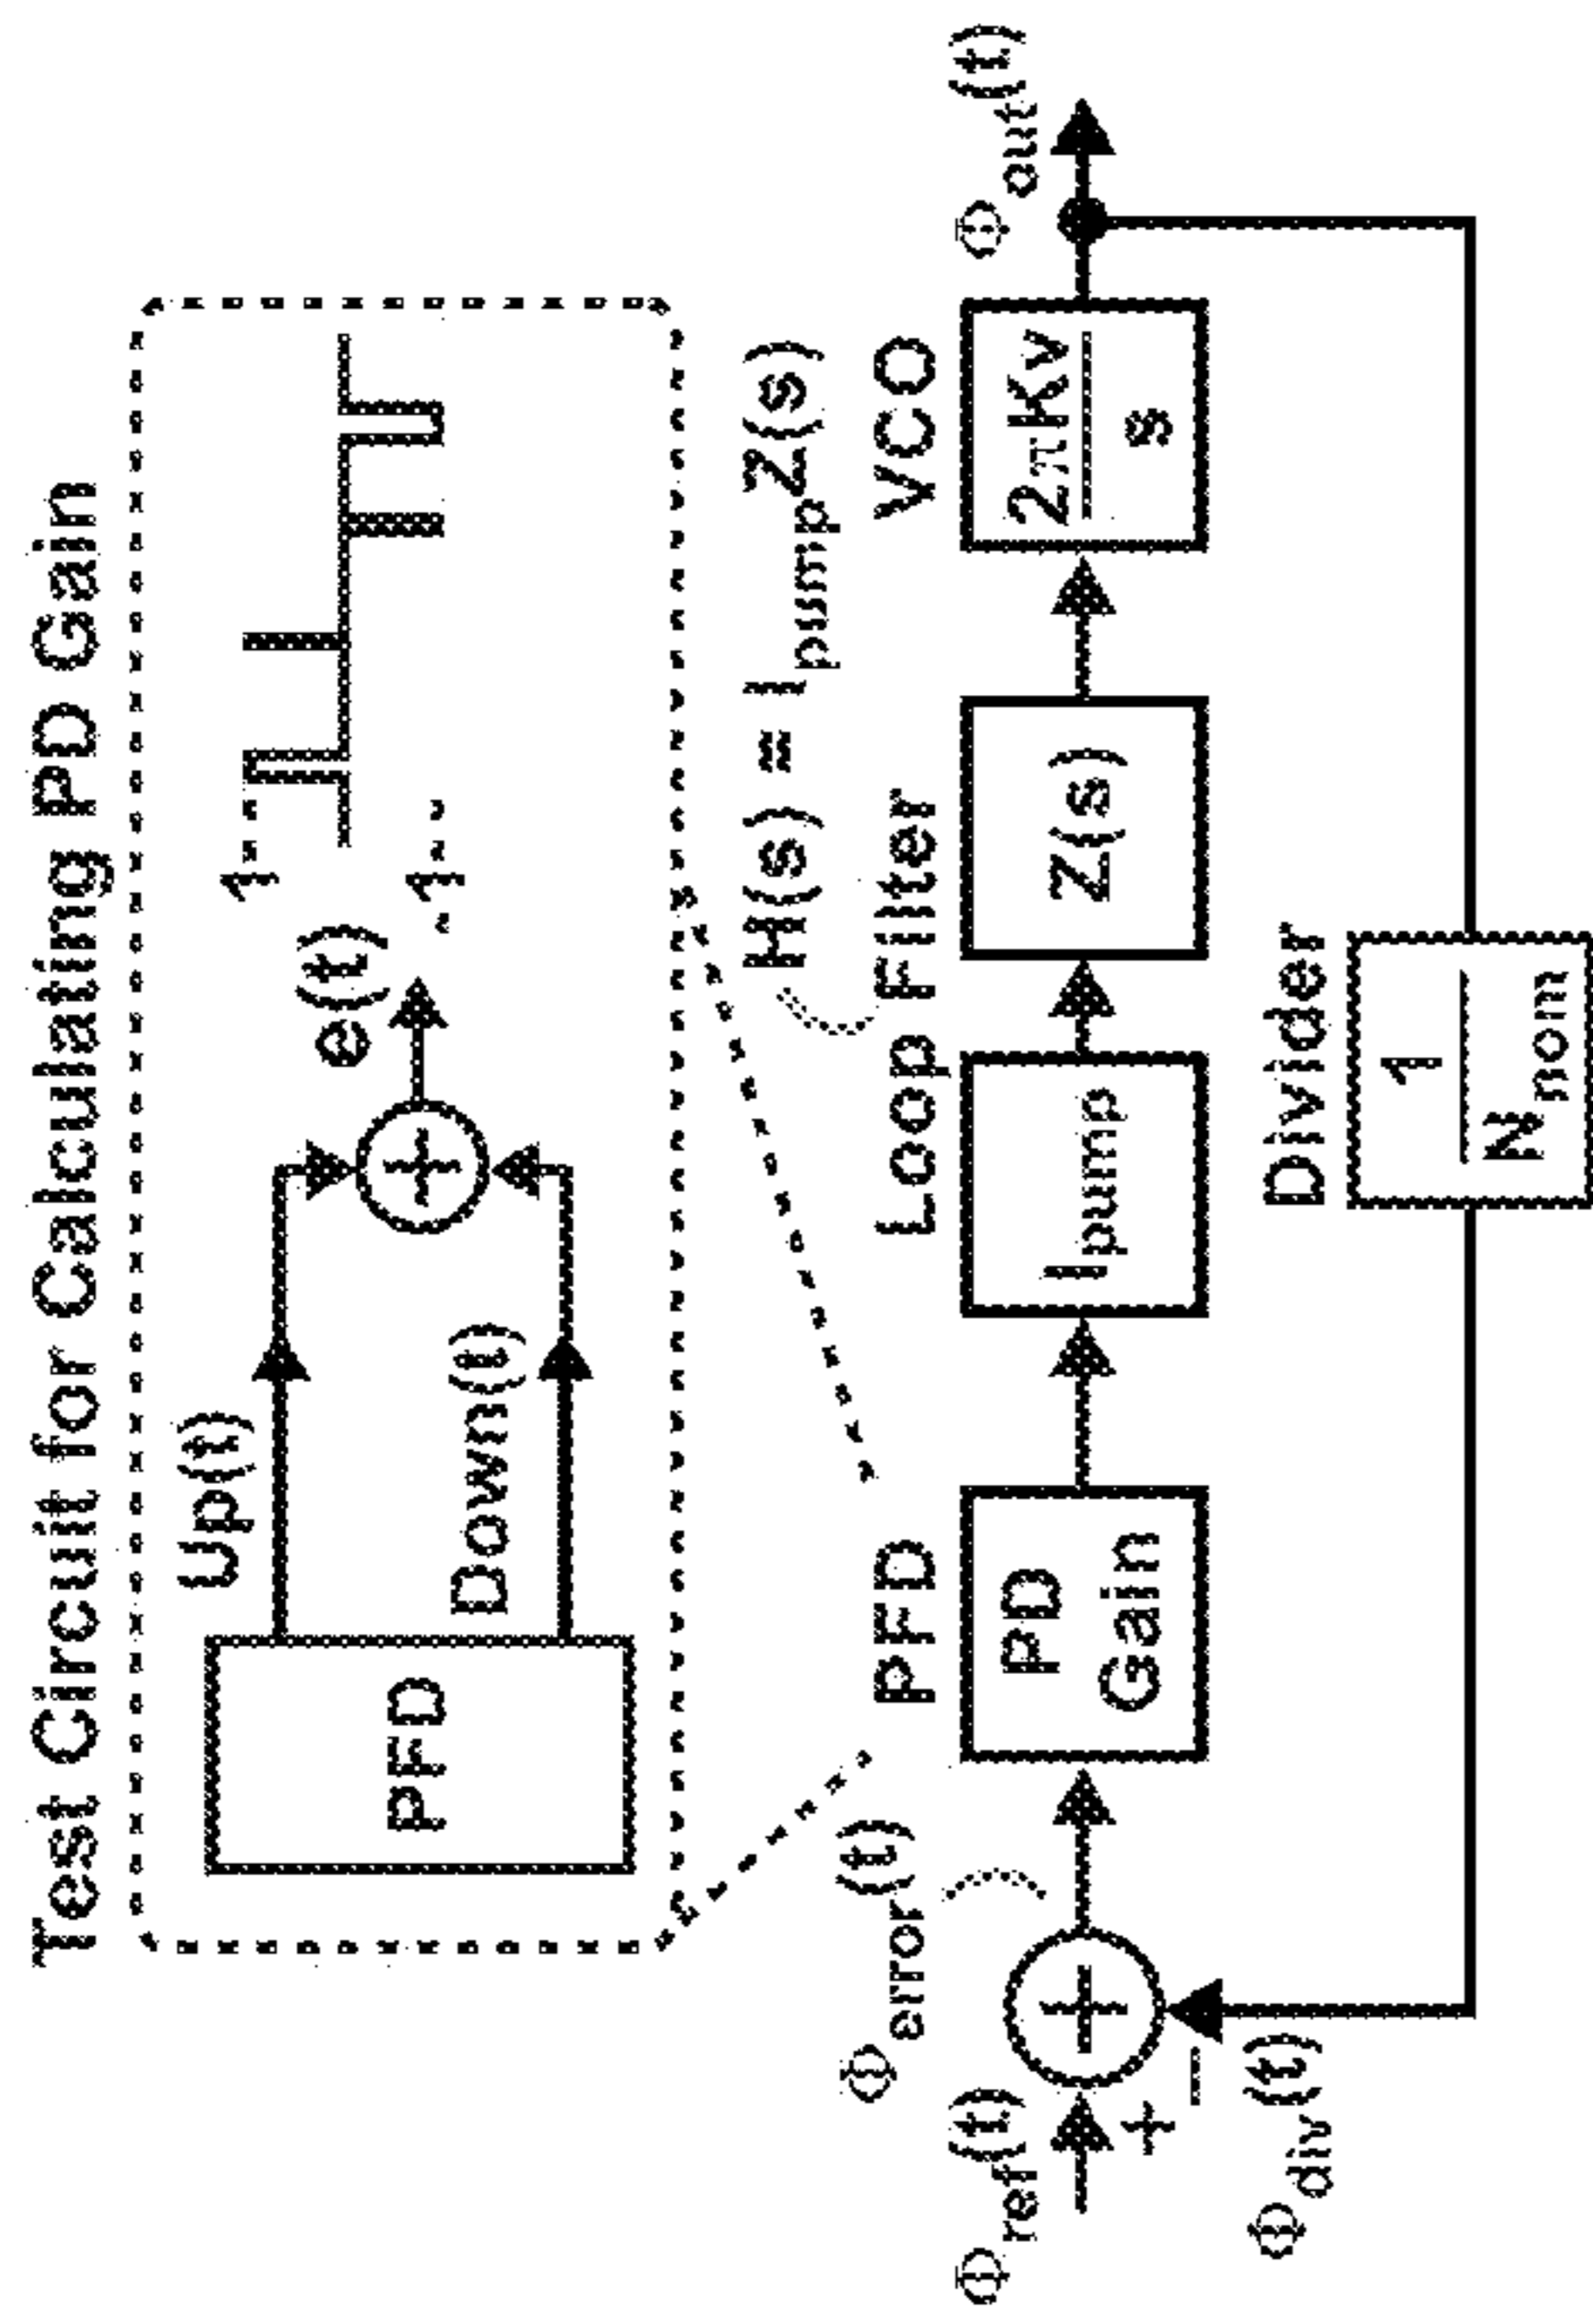 Test Circuit for Calculating PD Gain
Up(t)
e(t)
1
-1
PFD
Down(t)
H(s) = IpumpZ(s)
Φerror(t)
PFD
Loop Filter
VCO
Φref(t)
Φout(t)
PD
Gain
Ipump
Z(s)
2πKv
s
+
−
Φdiv(t)
Divider
1
Nnom